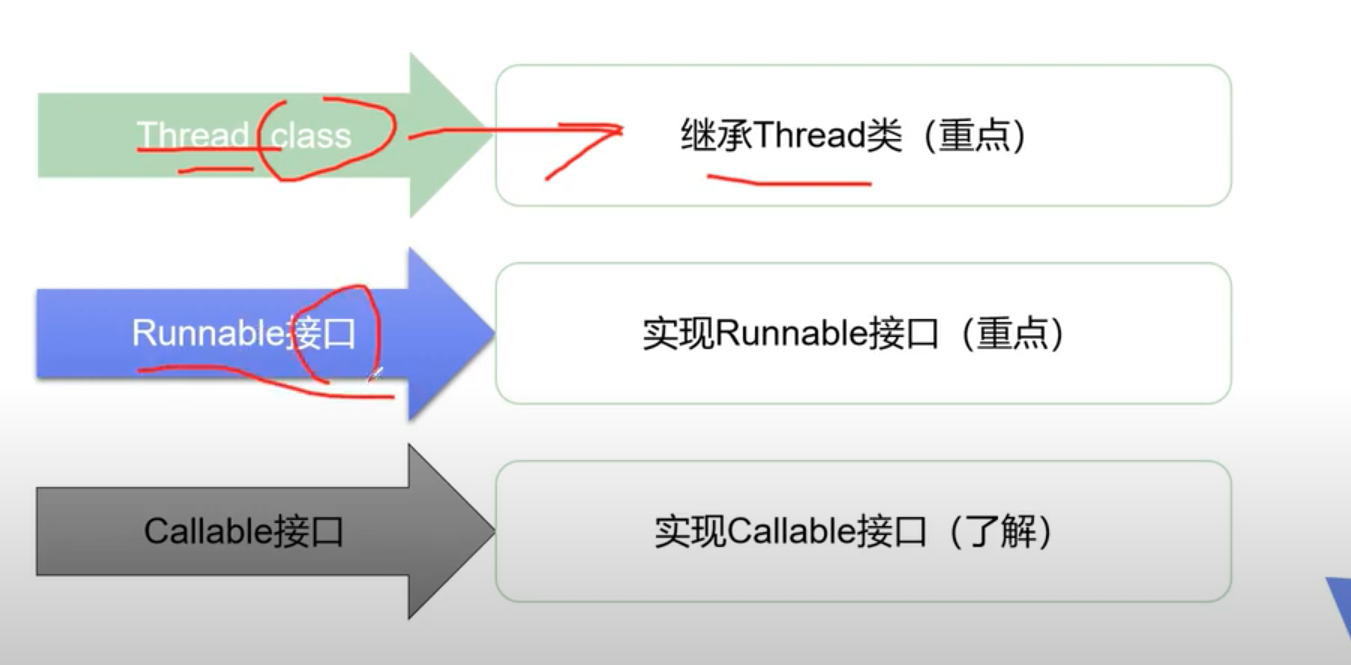 Thread class
继承Thread类（重点）
Runnable接口
实现Runnable接口（重点）
Callable接口
实现Callable接口（了解）